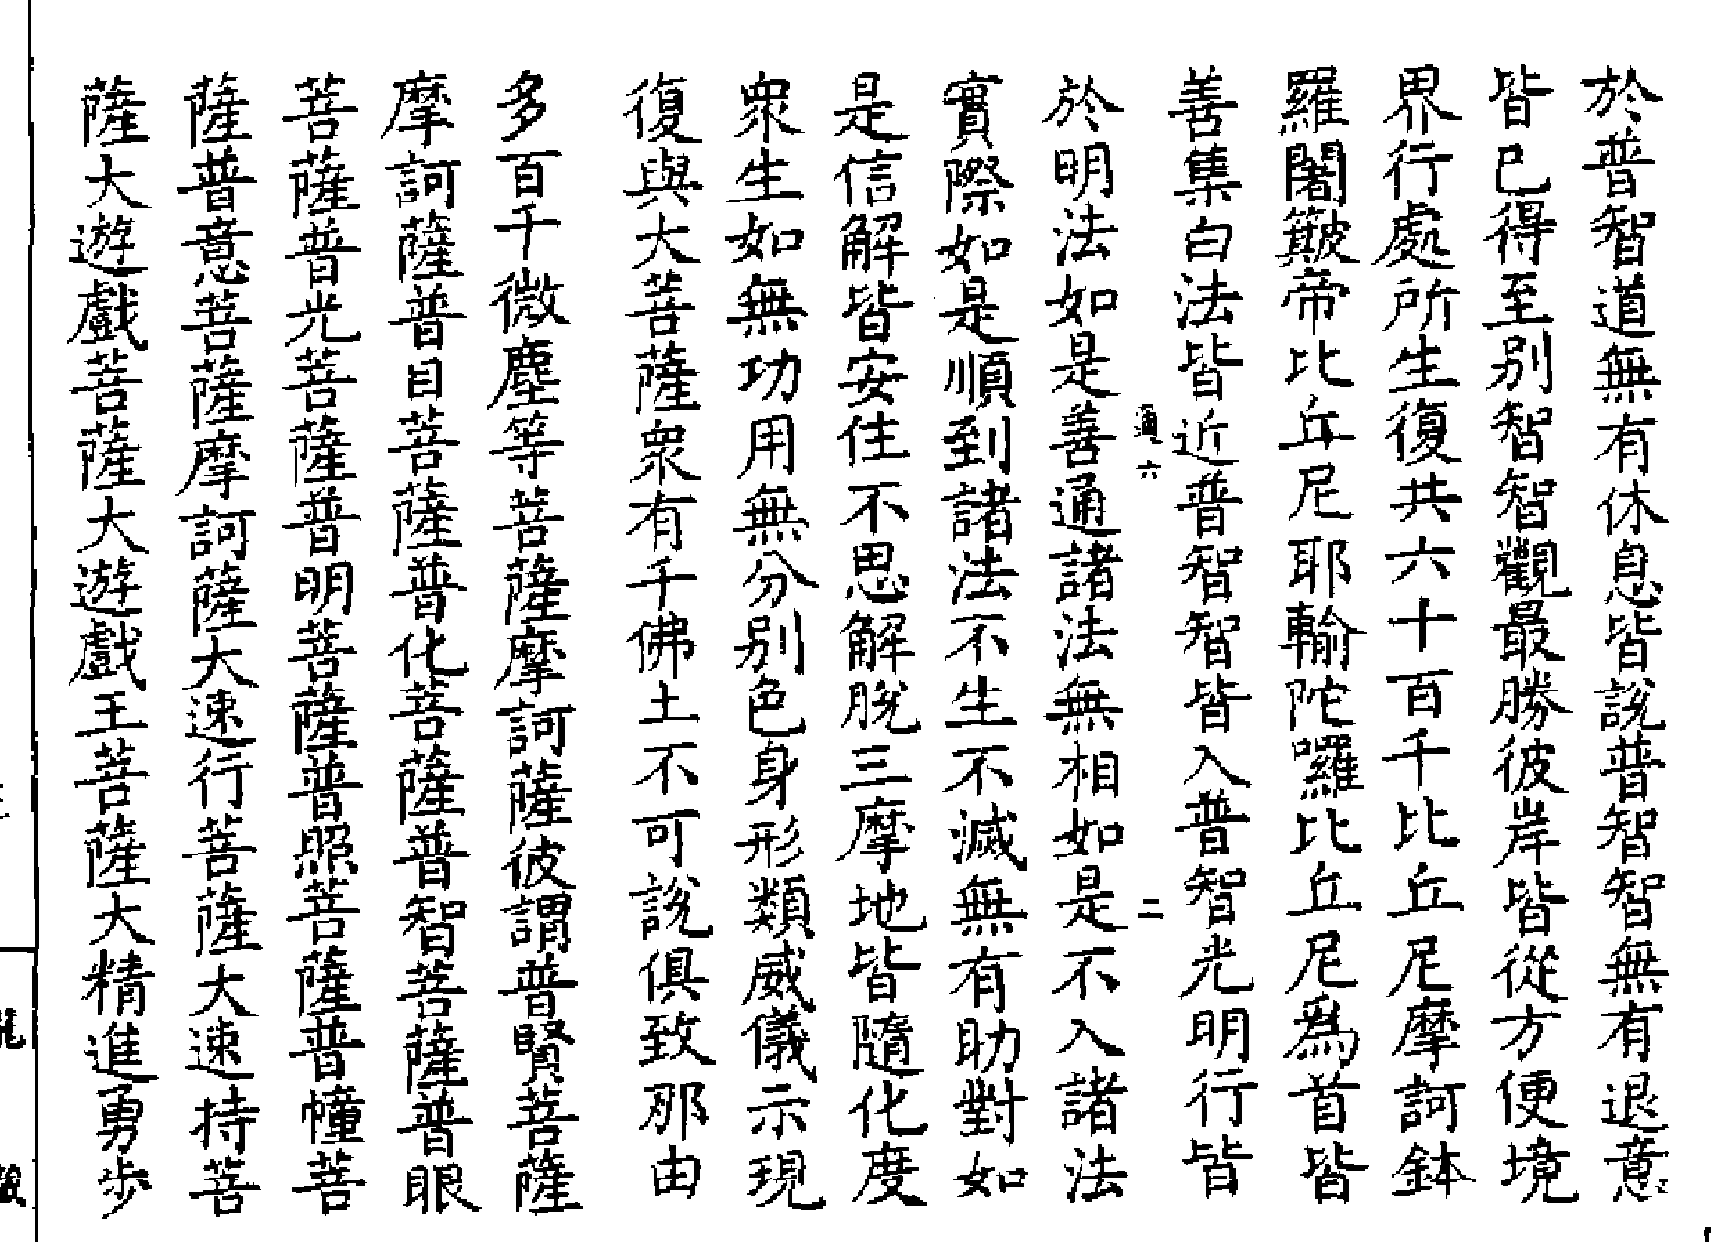 於普智道無有休息皆說普智智無有退意
皆已得至別智智觀最勝彼岸皆從方便境
界行處所生復共六十百千比丘尼摩訶鉢
羅闍簸帝比丘尼耶輸陀囉比丘尼爲首皆
善集白法皆近普智智皆入普智光明行皆
通六
二
於明法如是善通諸法無相如是不入諸法
實際如是順到諸法不生不滅無有助對如
是信解皆安住不思解脫三摩地皆隨化度
衆生如無功用無分別色身形類威儀示現
復與大菩薩衆有千佛土不可說俱致那由
多百千微塵等菩薩摩訶薩彼謂普賢菩薩
摩訶薩普目菩薩普化菩薩普智菩薩普眼
菩薩普光菩薩普明菩薩普照菩薩普幢菩
薩普意菩薩摩訶薩大速行菩薩大速持菩
薩大遊戲菩薩大遊戲王菩薩大精進勇步